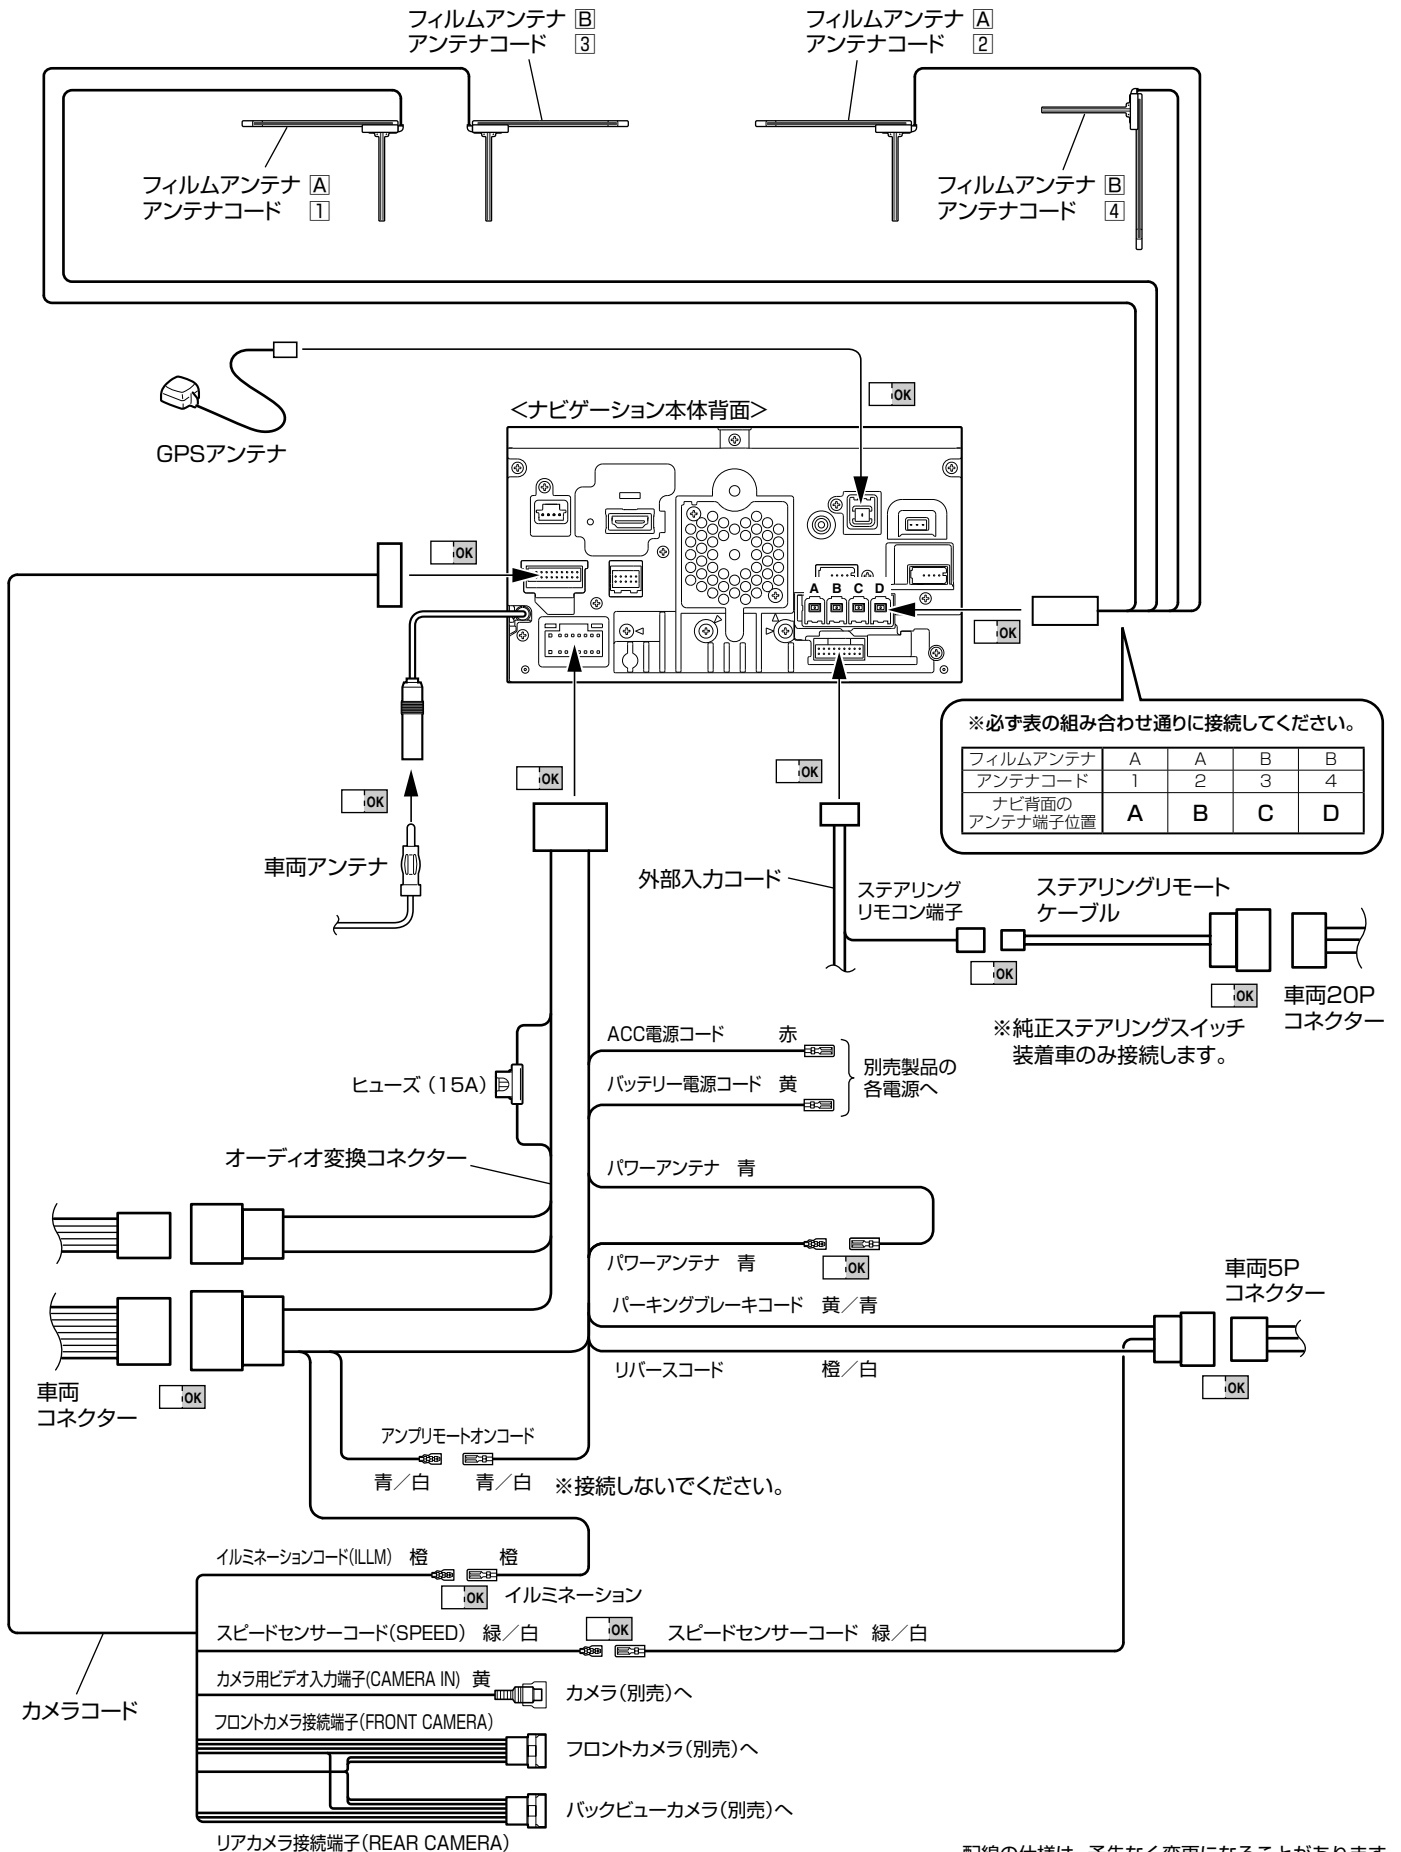 フィルムアンテナ B
アンテナコード 3
フィルムアンテナ A
アンテナコード 2
フィルムアンテナ A
アンテナコード 1
フィルムアンテナ B
アンテナコード 4
GPSアンテナ
OK
＜ナビゲーション本体背面＞
OK
A B C D
OK
※必ず表の組み合わせ通りに接続してください。
フィルムアンテナ A A B B
アンテナコード 1 2 3 4
ナビ背面の
アンテナ端子位置 A B C D
OK
OK
OK
車両アンテナ
外部入力コード
ステアリング
リモコン端子
ステアリングリモート
ケーブル
OK
OK
車両20P
コネクター
※純正ステアリングスイッチ
装着車のみ接続します。
ACC電源コード 赤
バッテリー電源コード 黄
別売製品の
各電源へ
ヒューズ（15A）
オーディオ変換コネクター
パワーアンテナ 青
パワーアンテナ 青
OK
車両5P
コネクター
パーキングブレーキコード 黄／青
リバースコード 橙／白
OK
車両
コネクター
OK
アンプリモートオンコード
青／白 青／白 ※接続しないでください。
イルミネーションコード(ILLM) 橙 橙
OK イルミネーション
スピードセンサーコード(SPEED) 緑／白 OK スピードセンサーコード 緑／白
カメラ用ビデオ入力端子(CAMERA IN) 黄
カメラ（別売）へ
カメラコード
フロントカメラ接続端子(FRONT CAMERA)
フロントカメラ（別売）へ
バックビューカメラ（別売）へ
リアカメラ接続端子(REAR CAMERA)